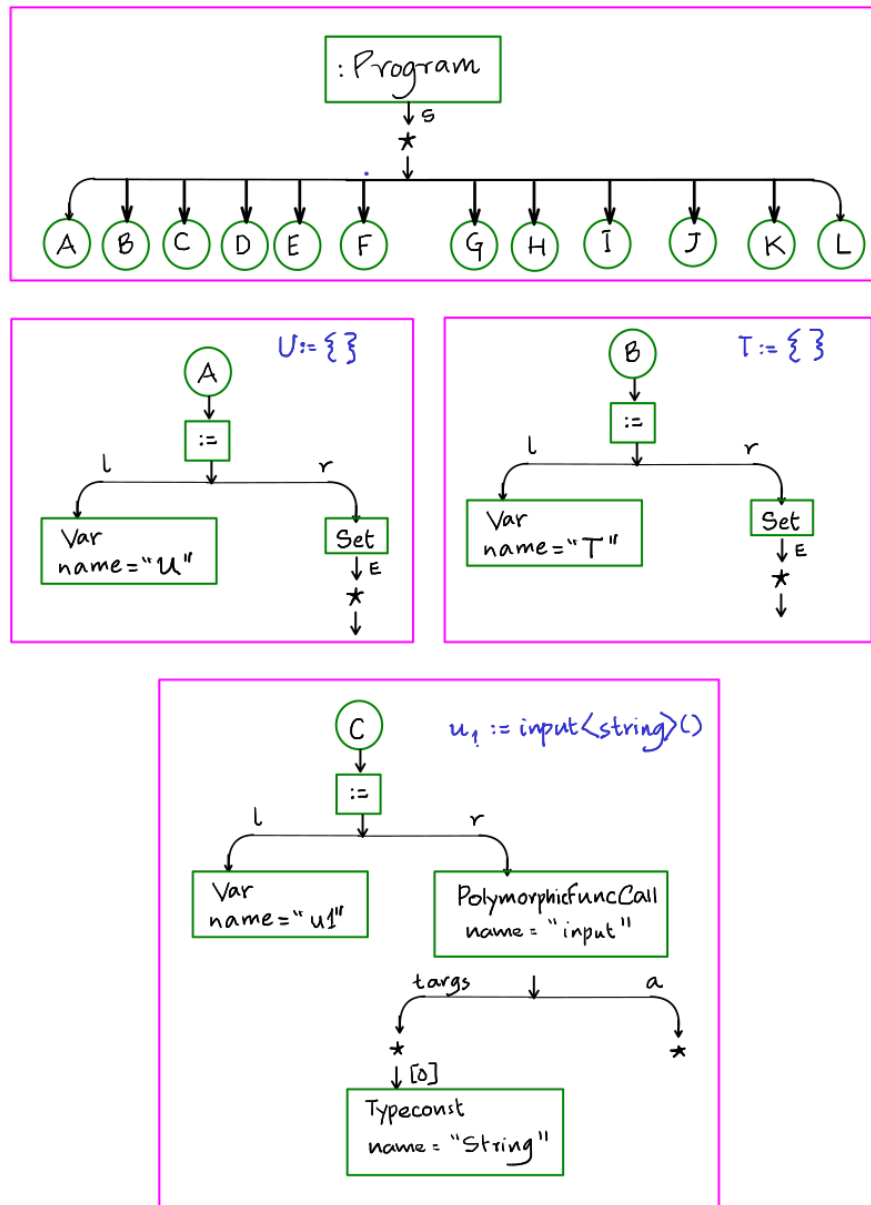 : Program
s
*
A B C D E F G H I J K L
U := { }
A
:=
l r
Var
name = "U"
Set
E
*
T := { }
B
:=
l r
Var
name = "T"
Set
E
*
C
u₁ := input<string>()
:=
l r
Var
name = "u1"
PolymorphicFuncCall
name = "input"
targs a
* *
[0]
Typeconst
name = "String"